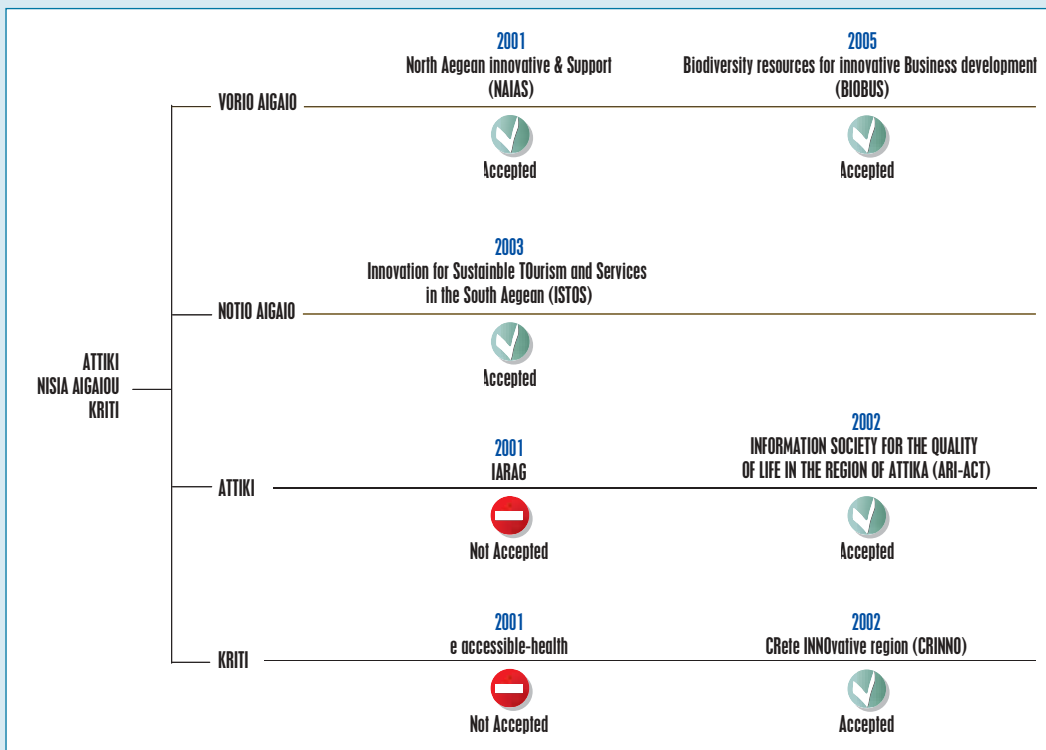 2001
North Aegean innovative & Support
(NAIAS)
2005
Biodiversity resources for innovative Business development
(BIOBUS)
VORIO AIGAIO
Accepted
Accepted
2003
Innovation for Sustainble TOurism and Services
in the South Aegean (ISTOS)
NOTIO AIGAIO
Accepted
ATTIKI
NISIA AIGAIOU
KRITI
2001
IARAG
2002
INFORMATION SOCIETY FOR THE QUALITY
OF LIFE IN THE REGION OF ATTIKA (ARI-ACT)
ATTIKI
Not Accepted
Accepted
2001
e accessible-health
2002
CRete INNOvative region (CRINNO)
KRITI
Not Accepted
Accepted